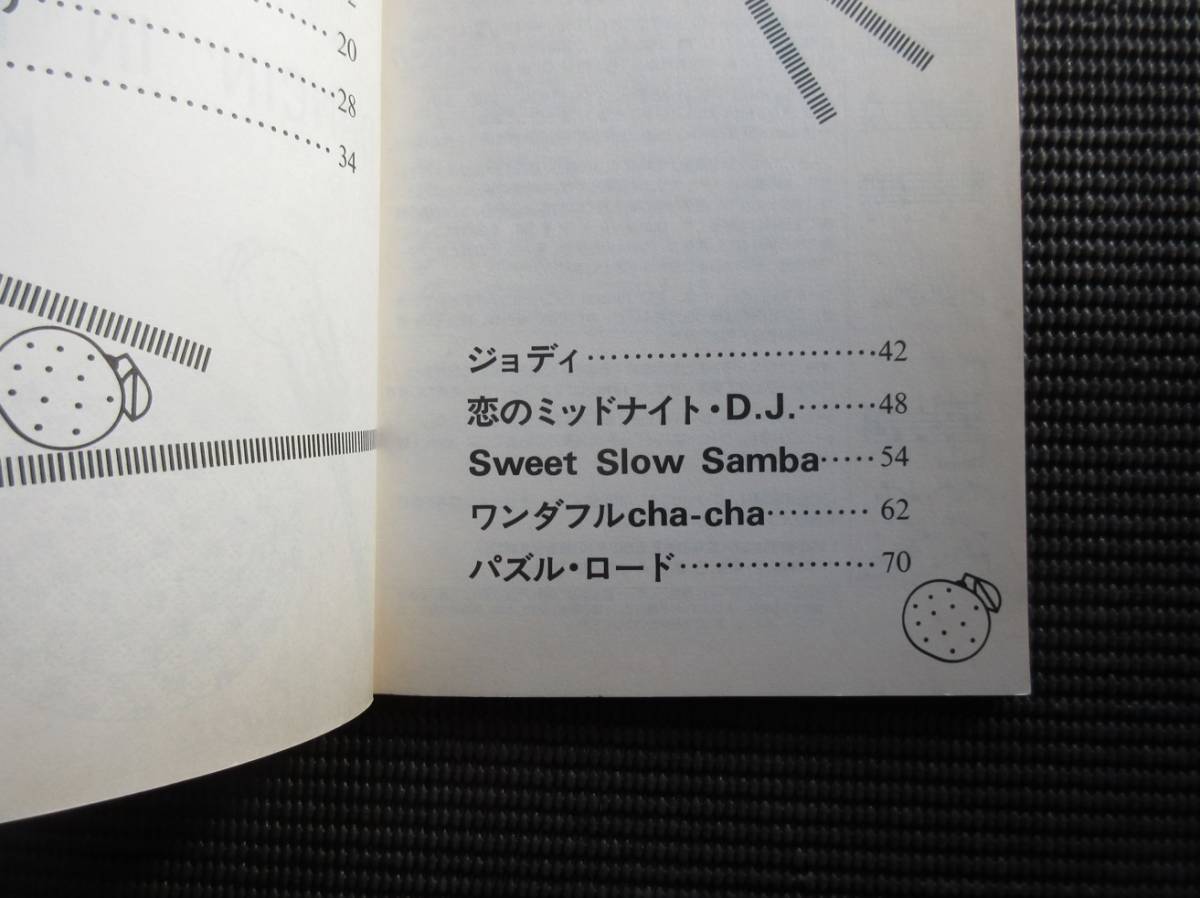 20
28
34
ジョディ‥‥‥‥‥‥‥‥‥‥‥‥‥42
恋のミッドナイト・D.J.‥‥‥‥48
Sweet Slow Samba‥‥‥54
ワンダフルcha-cha‥‥‥‥‥62
パズル・ロード‥‥‥‥‥‥‥‥‥70